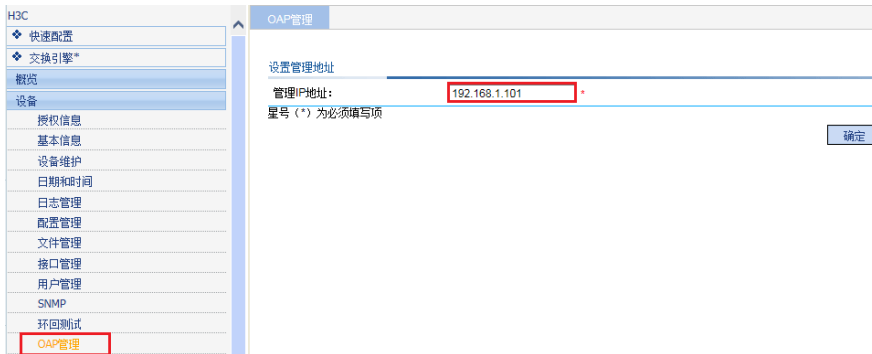 H3C
快速配置
交换引擎*
概览
设备
授权信息
基本信息
设备维护
日期和时间
日志管理
配置管理
文件管理
接口管理
用户管理
SNMP
环回测试
OAP管理
OAP管理
设置管理地址
管理IP地址： 192.168.1.101 *
星号（*）为必须填写项
确定